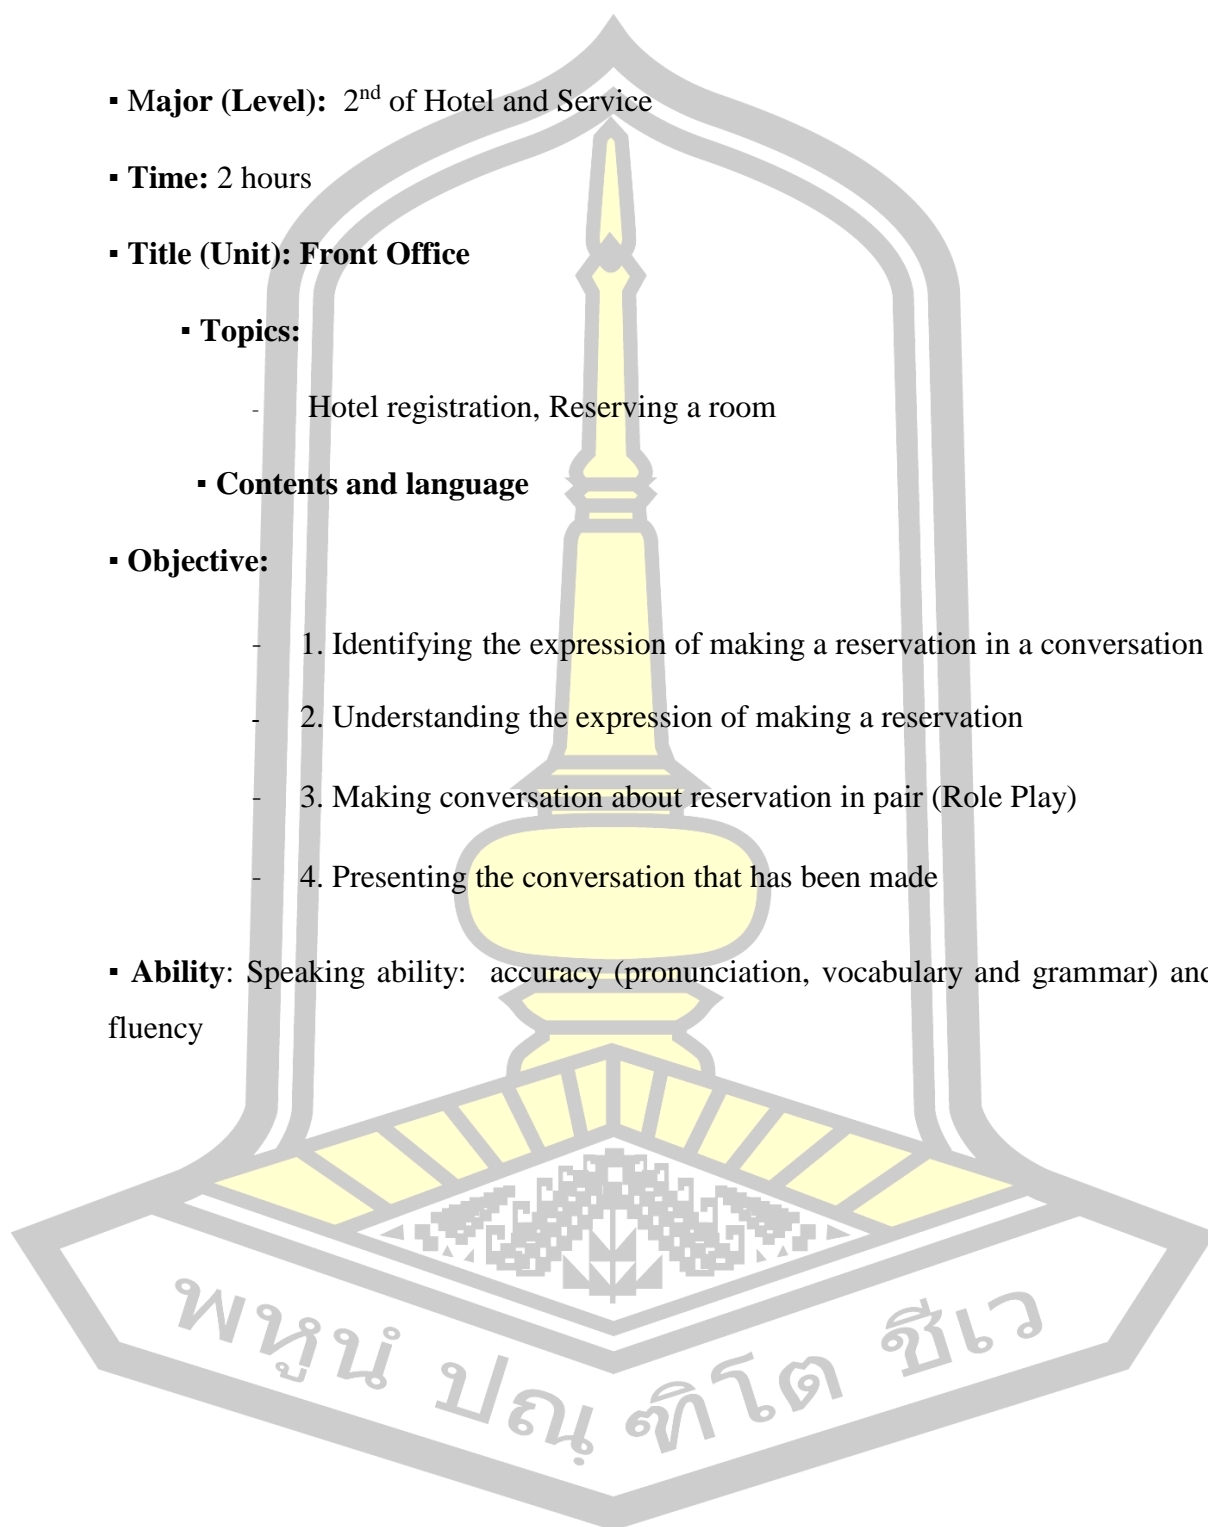 ▪ Major (Level): 2nd of Hotel and Service
▪ Time: 2 hours
▪ Title (Unit): Front Office
▪ Topics:
- Hotel registration, Reserving a room
▪ Contents and language
▪ Objective:
- 1. Identifying the expression of making a reservation in a conversation
- 2. Understanding the expression of making a reservation
- 3. Making conversation about reservation in pair (Role Play)
- 4. Presenting the conversation that has been made
▪ Ability: Speaking ability: accuracy (pronunciation, vocabulary and grammar) and
fluency
พหูนํ ปณฺฑิโต ชีเว